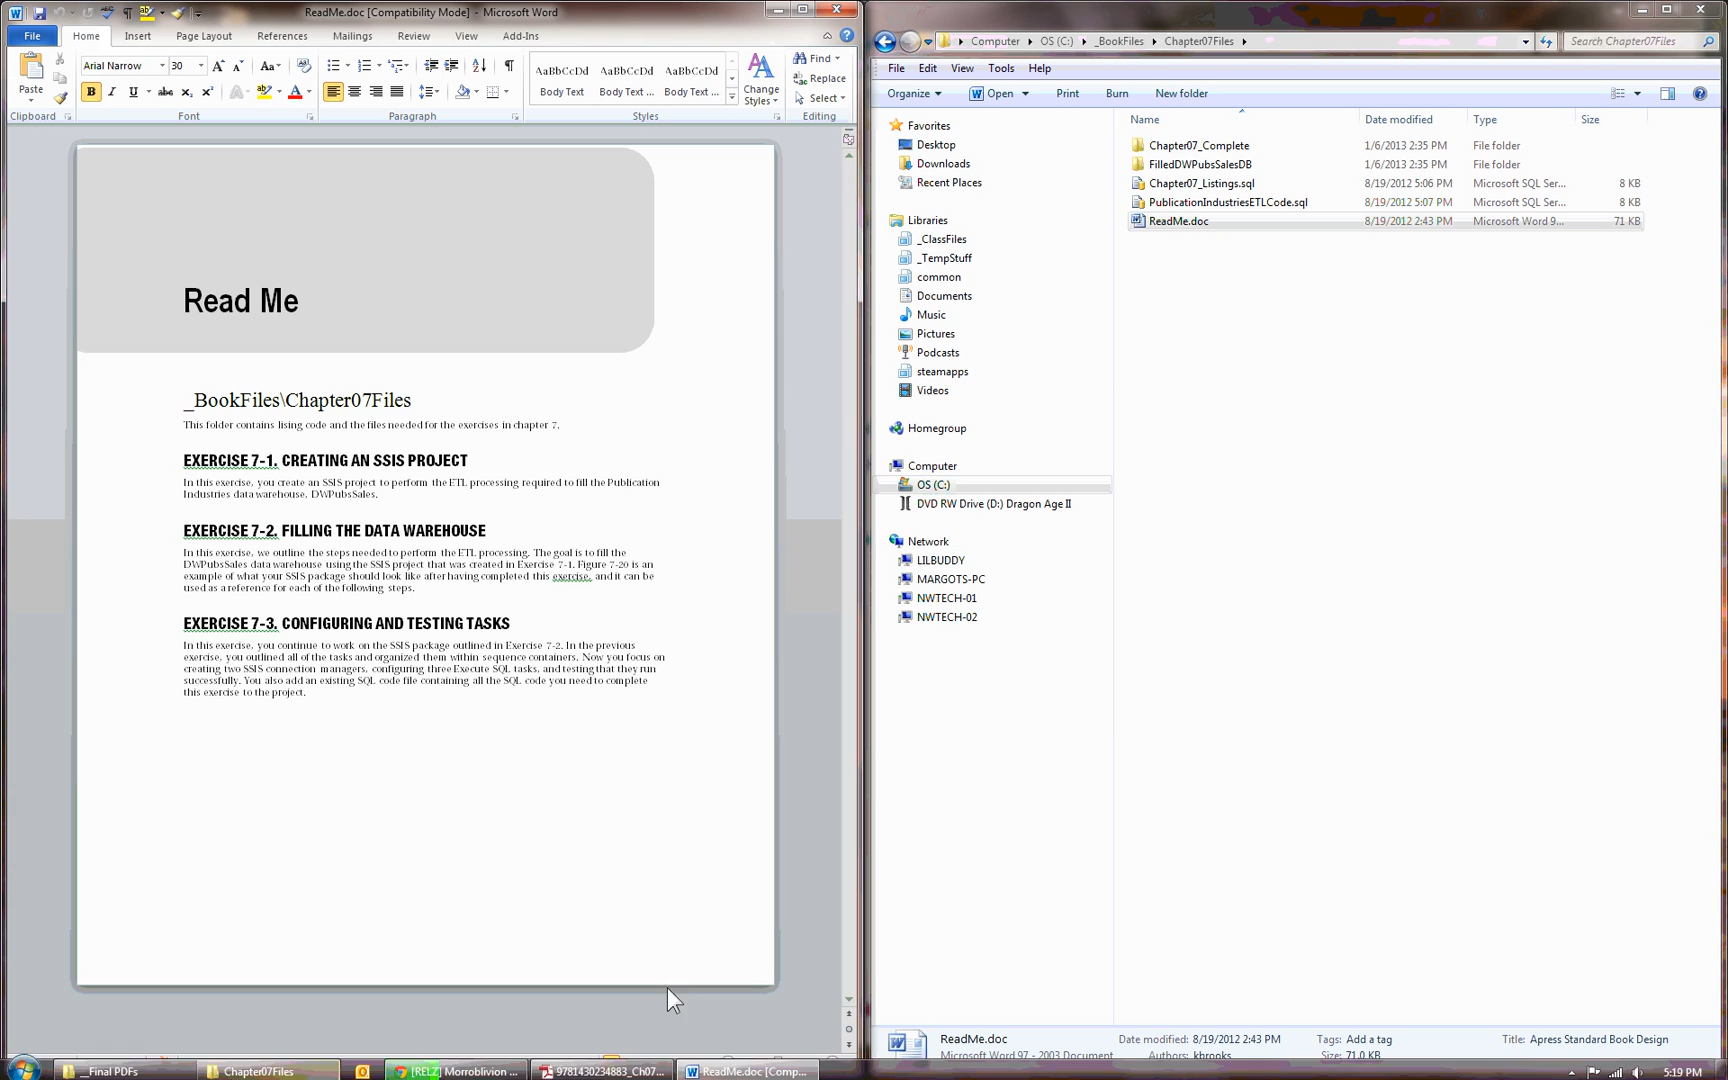 ReadMe.doc [Compatibility Mode] - Microsoft Word
File Home Insert Page Layout References Mailings Review View Add-Ins
Paste
Arial Narrow 30
AaBbCcDd AaBbCcDd AaBbCcDd
Body Text Body Text ... Body Text ...
Change
Styles
Find
Replace
Select
Clipboard Font Paragraph Styles Editing
Read Me
_BookFiles\Chapter07Files
This folder contains lising code and the files needed for the exercises in chapter 7.
EXERCISE 7-1. CREATING AN SSIS PROJECT
In this exercise, you create an SSIS project to perform the ETL processing required to fill the Publication
Industries data warehouse, DWPubsSales.
EXERCISE 7-2. FILLING THE DATA WAREHOUSE
In this exercise, we outline the steps needed to perform the ETL processing. The goal is to fill the
DWPubsSales data warehouse using the SSIS project that was created in Exercise 7-1. Figure 7-20 is an
example of what your SSIS package should look like after having completed this exercise, and it can be
used as a reference for each of the following steps.
EXERCISE 7-3. CONFIGURING AND TESTING TASKS
In this exercise, you continue to work on the SSIS package outlined in Exercise 7-2. In the previous
exercise, you outlined all of the tasks and organized them within sequence containers. Now you focus on
creating two SSIS connection managers, configuring three Execute SQL tasks, and testing that they run
successfully. You also add an existing SQL code file containing all the SQL code you need to complete
this exercise to the project.
Computer OS (C:) _BookFiles Chapter07Files
Search Chapter07Files
File Edit View Tools Help
Organize Open Print Burn New folder
Favorites
Desktop
Downloads
Recent Places
Libraries
_ClassFiles
_TempStuff
common
Documents
Music
Pictures
Podcasts
steamapps
Videos
Homegroup
Computer
OS (C:)
DVD RW Drive (D:) Dragon Age II
Network
LILBUDDY
MARGOTS-PC
NWTECH-01
NWTECH-02
Name Date modified Type Size
Chapter07_Complete 1/6/2013 2:35 PM File folder
FilledDWPubsSalesDB 1/6/2013 2:35 PM File folder
Chapter07_Listings.sql 8/19/2012 5:06 PM Microsoft SQL Ser... 8 KB
PublicationIndustriesETLCode.sql 8/19/2012 5:07 PM Microsoft SQL Ser... 8 KB
ReadMe.doc 8/19/2012 2:43 PM Microsoft Word 9... 71 KB
ReadMe.doc Date modified: 8/19/2012 2:43 PM Tags: Add a tag Title: Apress Standard Book Design
Microsoft Word 97 - 2003 Document Authors: kbrooks Size: 71.0 KB
__Final PDFs Chapter07Files [RELZ] Morroblivion ... 9781430234883_Ch07... ReadMe.doc [Comp... 5:19 PM